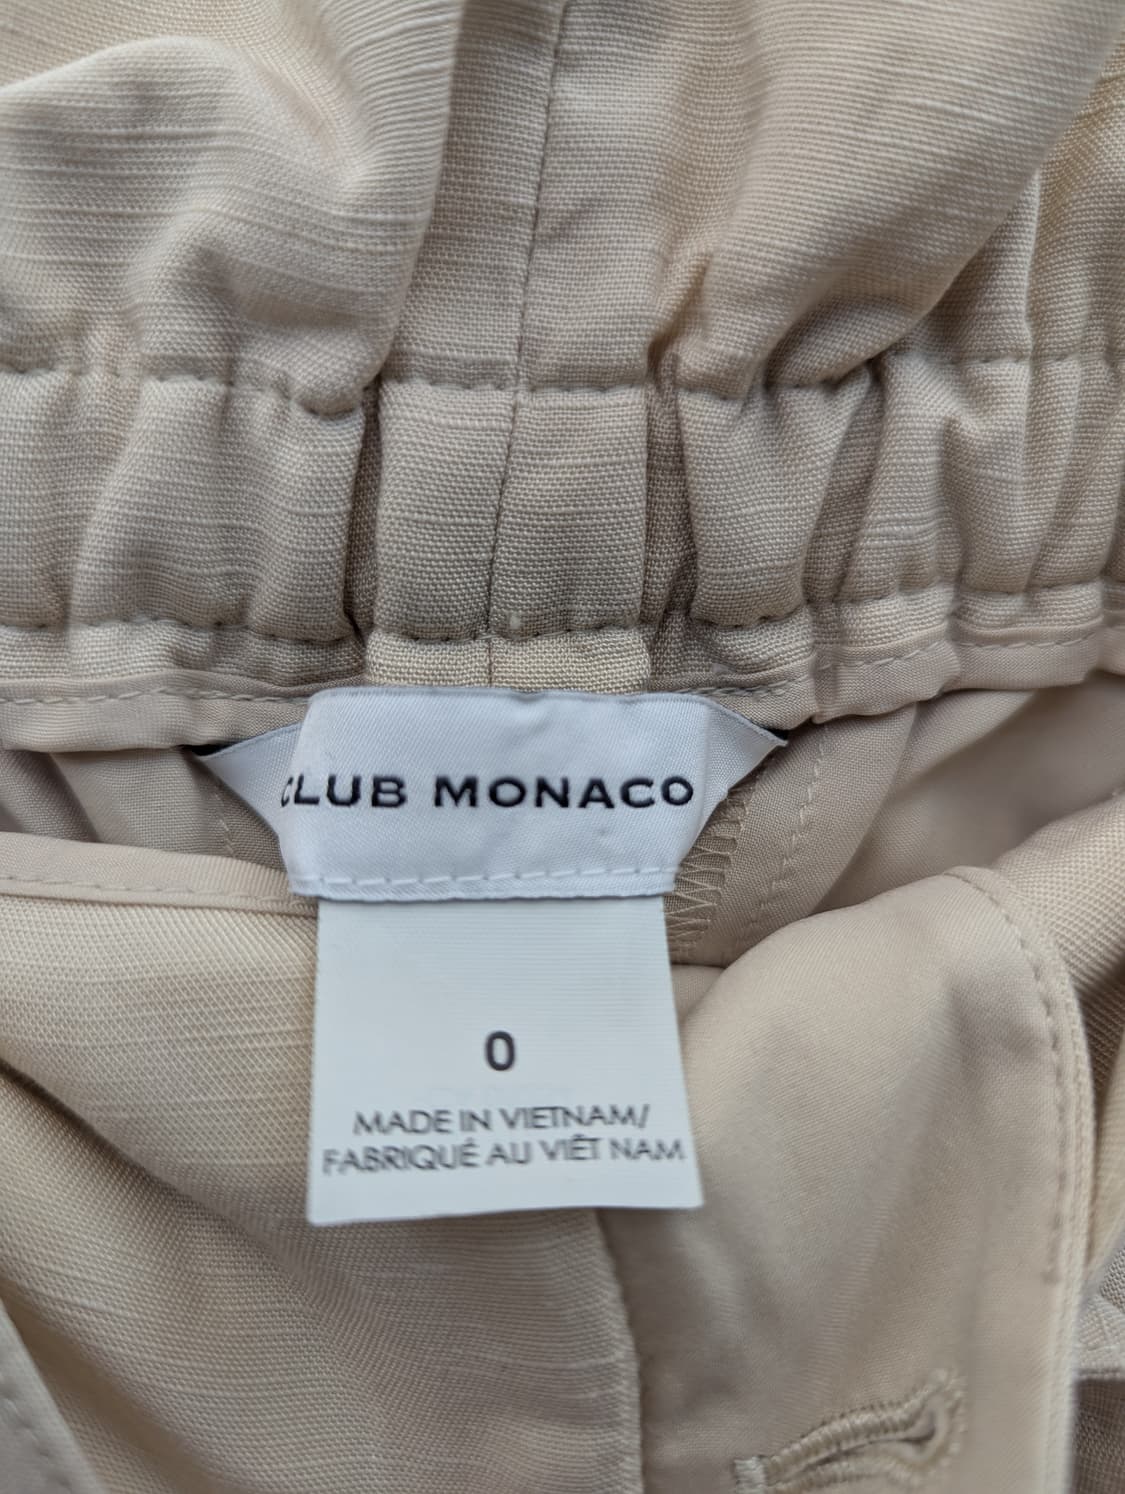 CLUB MONACO
0
MADE IN VIETNAM/
FABRIQUÉ AU VIÊT NAM